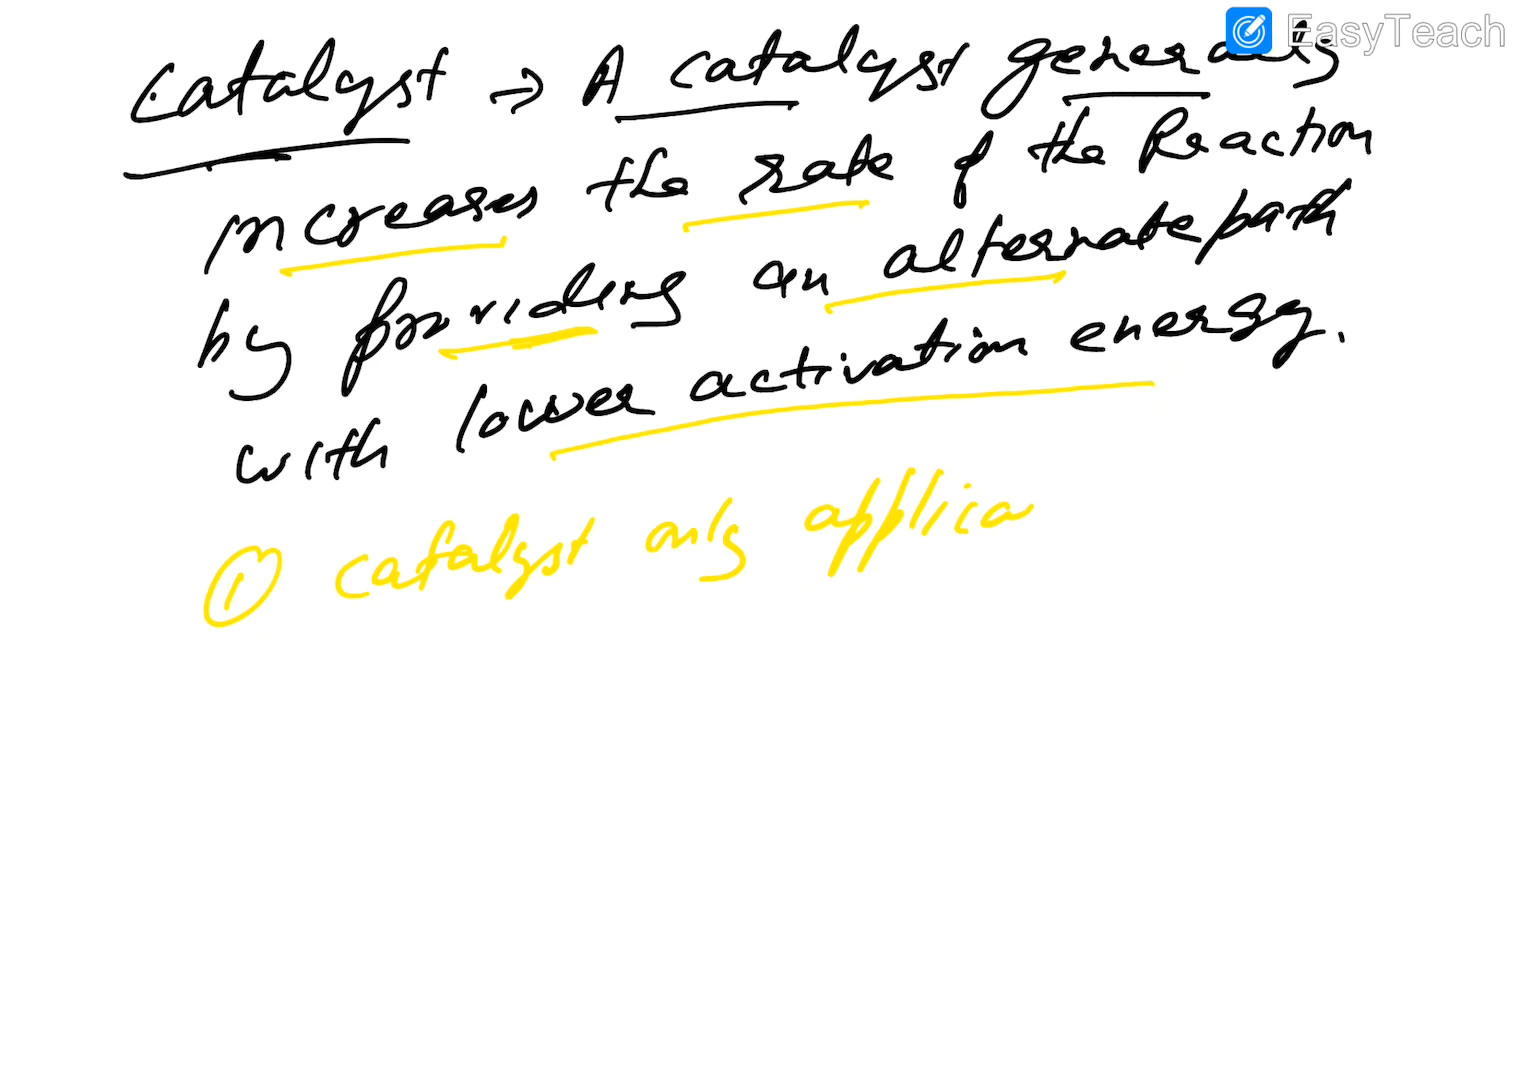 EasyTeach
Catalyst → A catalyst generally
increases the rate of the Reaction
by providing an alternate path
with lower activation energy.
① catalyst only applica